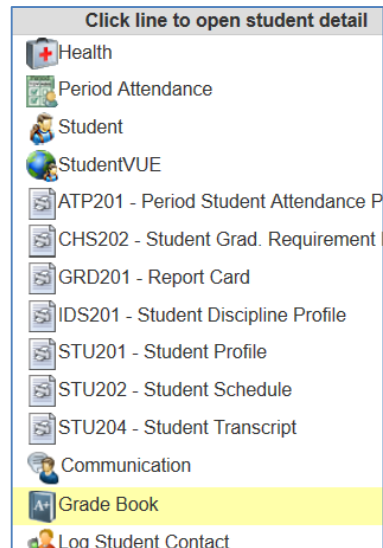 Click line to open student detail
Health
Period Attendance
Student
StudentVUE
ATP201 - Period Student Attendance P
CHS202 - Student Grad. Requirement
GRD201 - Report Card
IDS201 - Student Discipline Profile
STU201 - Student Profile
STU202 - Student Schedule
STU204 - Student Transcript
Communication
A+ Grade Book
Log Student Contact